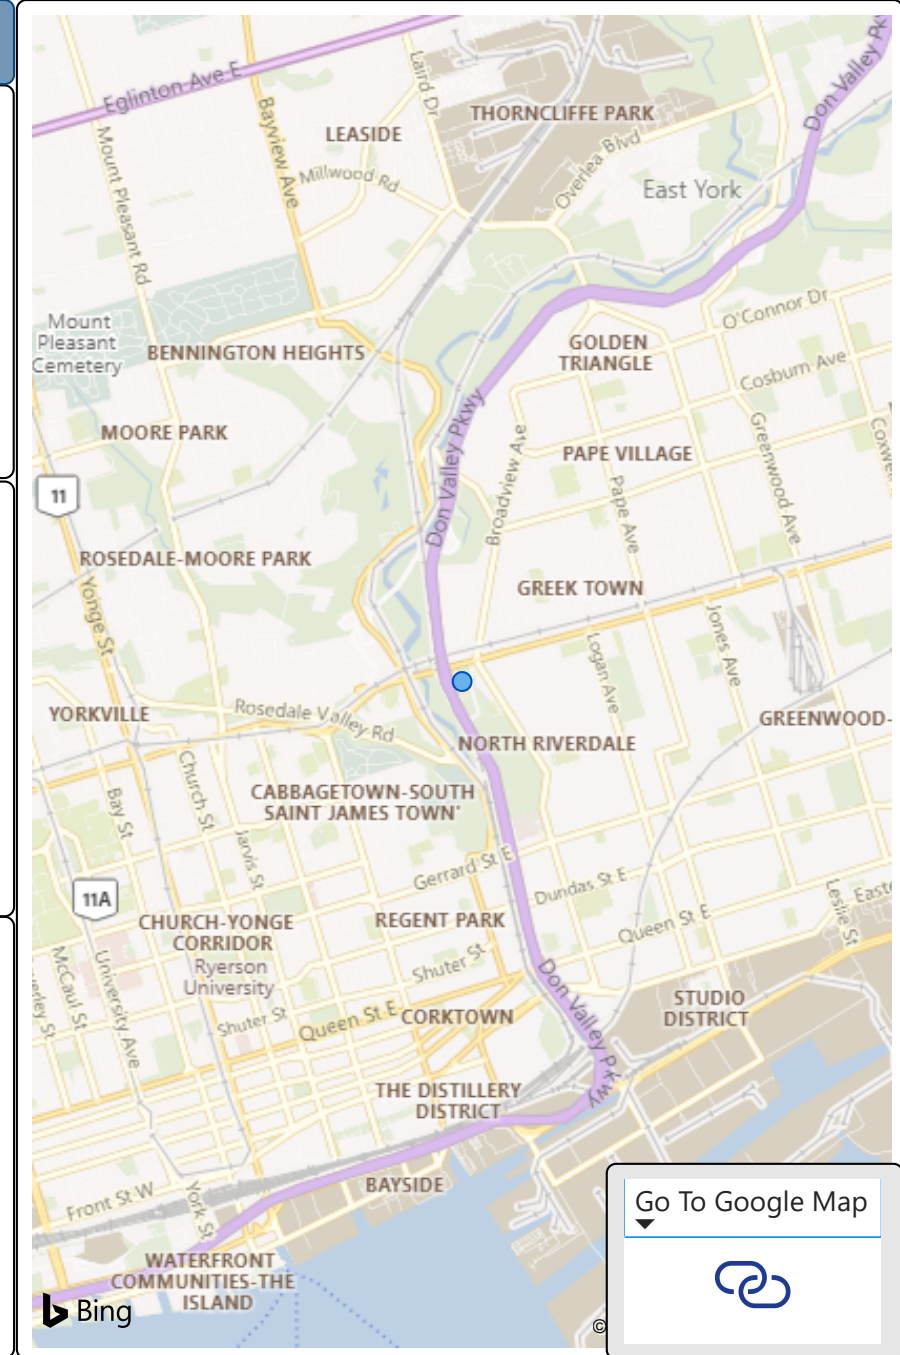 Don Valley Pkwy
Eglinton Ave E
Laird Dr
THORNCLIFFE PARK
LEASIDE
Bayview Ave
Mount Pleasant Rd
Millwood Rd
Overlea Blvd
East York
Mount
Pleasant
Cemetery
O'Connor Dr
BENNINGTON HEIGHTS
GOLDEN
TRIANGLE
Cosburn Ave
Don Valley Pkwy
MOORE PARK
Broadview Ave
PAPE VILLAGE
Greenwood Ave
Coxwe
11
Pape Ave
ROSEDALE-MOORE PARK
Yonge St
GREEK TOWN
Logan Ave
Jones Ave
YORKVILLE
Rosedale Valley Rd
GREENWOOD-
NORTH RIVERDALE
Church St
Bay St
CABBAGETOWN-SOUTH
SAINT JAMES TOWN'
Jarvis St
Gerrard St E
Dundas St E
11A
Leslie St
Easte
CHURCH-YONGE
CORRIDOR
REGENT PARK
Queen St E
Ryerson
University
McCaul St
University Ave
erley St
Shuter St
Don Valley Pkwy
STUDIO
DISTRICT
Shuter St
Queen St E
CORKTOWN
THE DISTILLERY
DISTRICT
BAYSIDE
Front St W
York St
Go To Google Map
WATERFRONT
COMMUNITIES-THE
ISLAND
Bing
©